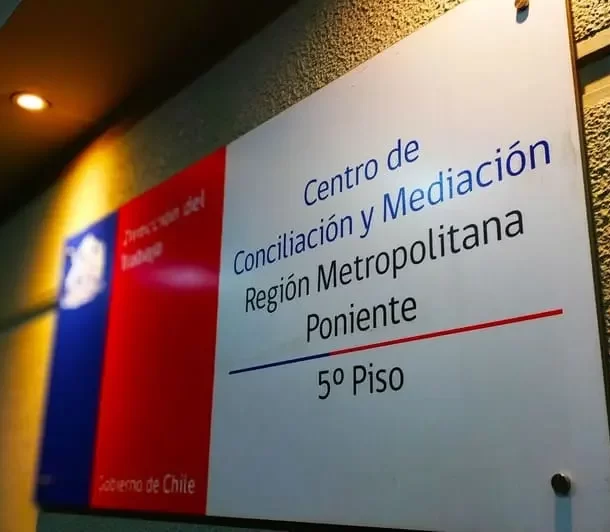 Dirección del
Trabajo
Gobierno de Chile
Centro de
Conciliación y Mediación
Región Metropolitana
Poniente
5º Piso